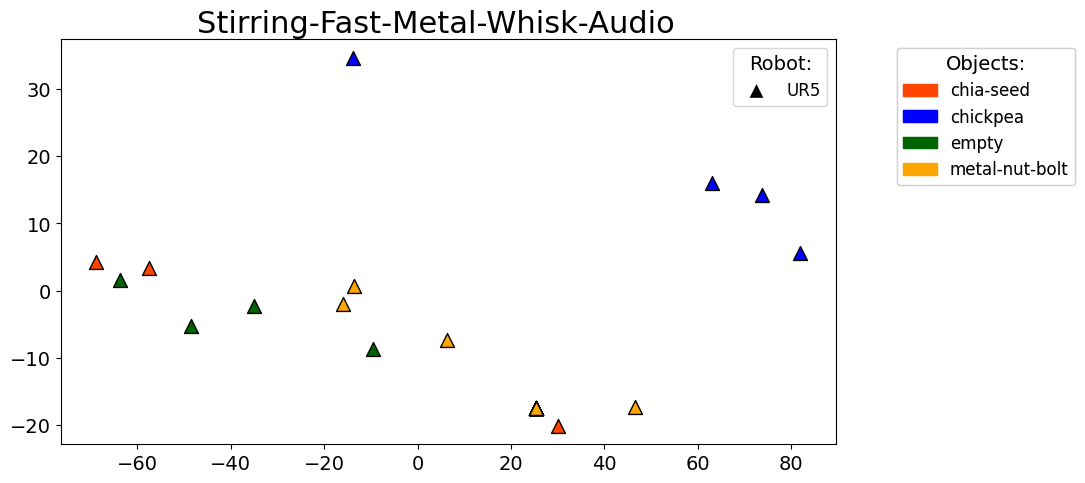 Stirring-Fast-Metal-Whisk-Audio
Robot:
UR5
Objects:
chia-seed
chickpea
empty
metal-nut-bolt
30
20
10
0
−10
−20
−60
−40
−20
0
20
40
60
80